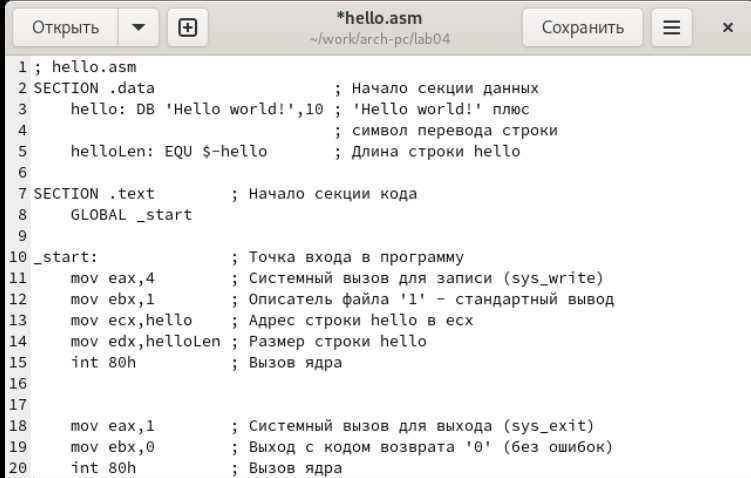 Открыть
*hello.asm
~/work/arch-pc/lab04
Сохранить
1 ; hello.asm
2 SECTION .data                   ; Начало секции данных
3     hello: DB 'Hello world!',10 ; 'Hello world!' плюс
4                                 ; символ перевода строки
5     helloLen: EQU $-hello       ; Длина строки hello
6
7 SECTION .text        ; Начало секции кода
8     GLOBAL _start
9
10 _start:              ; Точка входа в программу
11     mov eax,4        ; Системный вызов для записи (sys_write)
12     mov ebx,1        ; Описатель файла '1' - стандартный вывод
13     mov ecx,hello    ; Адрес строки hello в ecx
14     mov edx,helloLen ; Размер строки hello
15     int 80h          ; Вызов ядра
16
17
18     mov eax,1        ; Системный вызов для выхода (sys_exit)
19     mov ebx,0        ; Выход с кодом возврата '0' (без ошибок)
20     int 80h          ; Вызов ядра